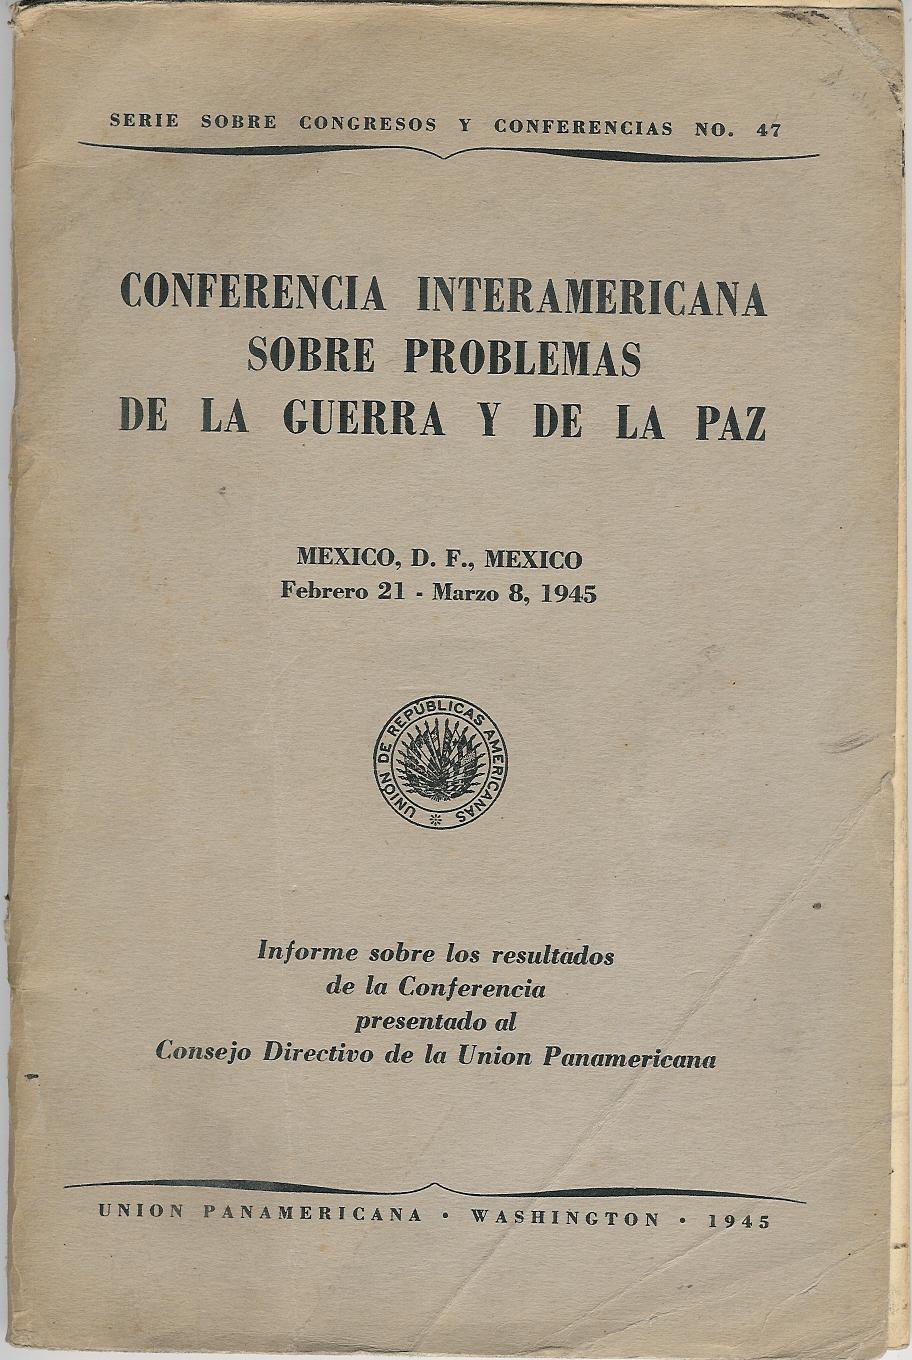 SERIE SOBRE CONGRESOS Y CONFERENCIAS NO. 47
CONFERENCIA INTERAMERICANA
SOBRE PROBLEMAS
DE LA GUERRA Y DE LA PAZ
MEXICO, D. F., MEXICO
Febrero 21 - Marzo 8, 1945
UNIÓN DE REPÚBLICAS AMERICANAS
Informe sobre los resultados
de la Conferencia
presentado al
Consejo Directivo de la Union Panamericana
UNION PANAMERICANA • WASHINGTON • 1945